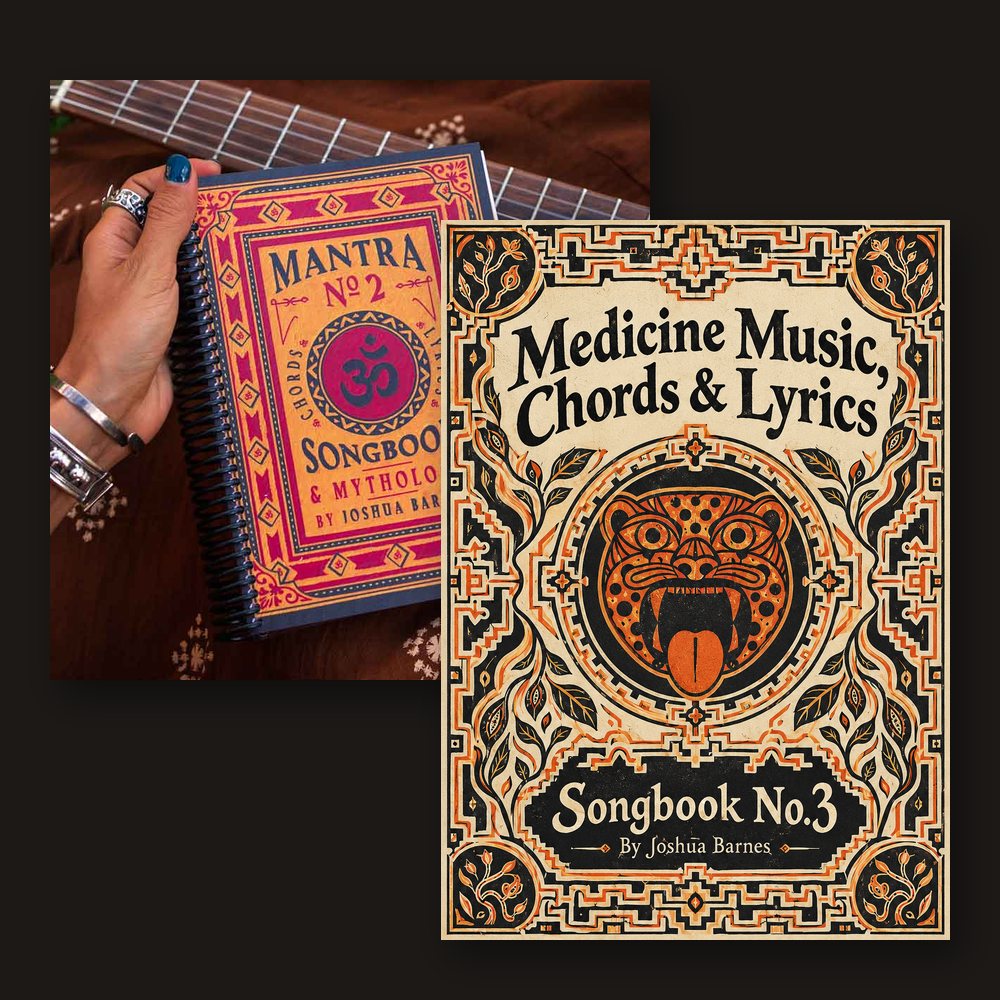 MANTRA
Nº 2
CHORDS &
LYRICS &
ॐ
SONGBOO
& MYTHOLO
BY JOSHUA BAR
Medicine Music,
Chords & Lyrics
Songbook No.3
By Joshua Barnes